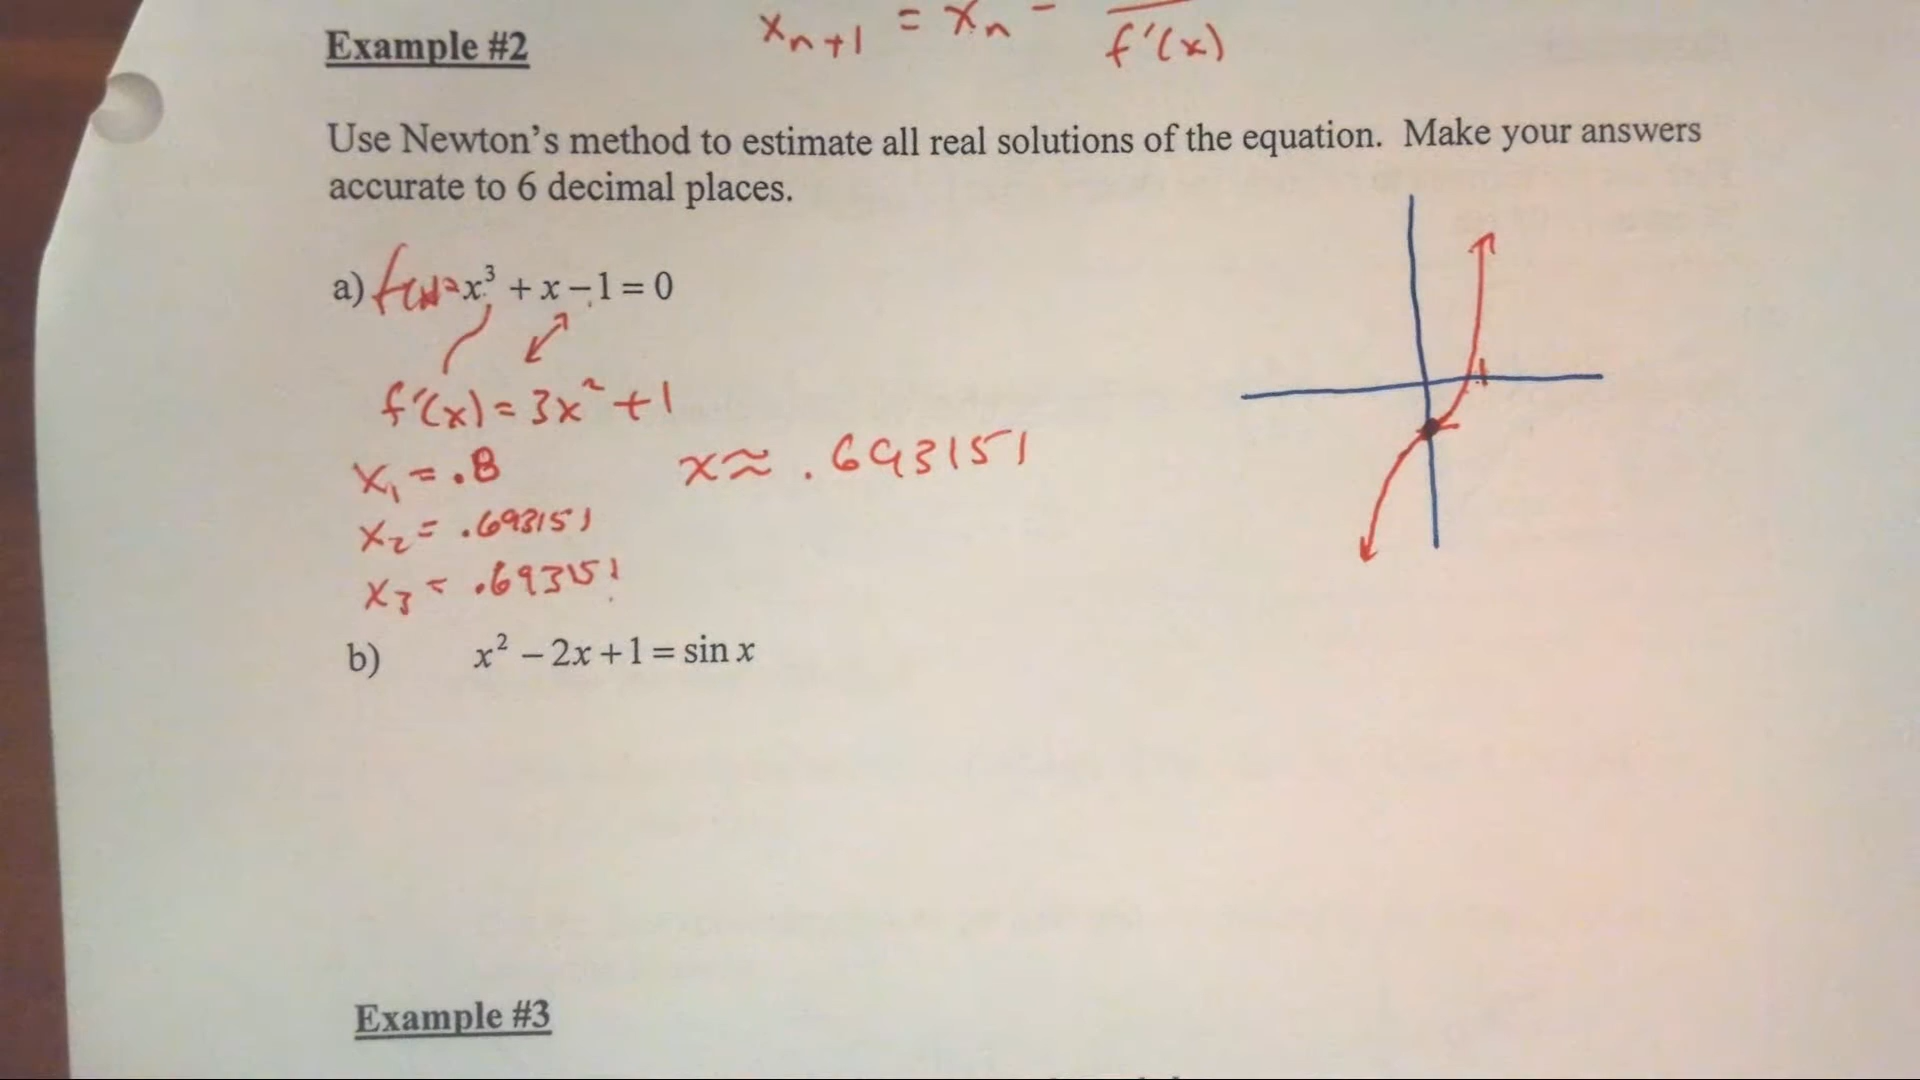 Example #2
xₙ₊₁ = xₙ - f'(x)
Use Newton's method to estimate all real solutions of the equation. Make your answers
accurate to 6 decimal places.
a) f(x)= x³ + x − 1 = 0
f'(x) = 3x² + 1
x₁ = .8
x ≈ .693151
x₂ = .693151
x₃ = .693151
b) x² − 2x + 1 = sin x
Example #3